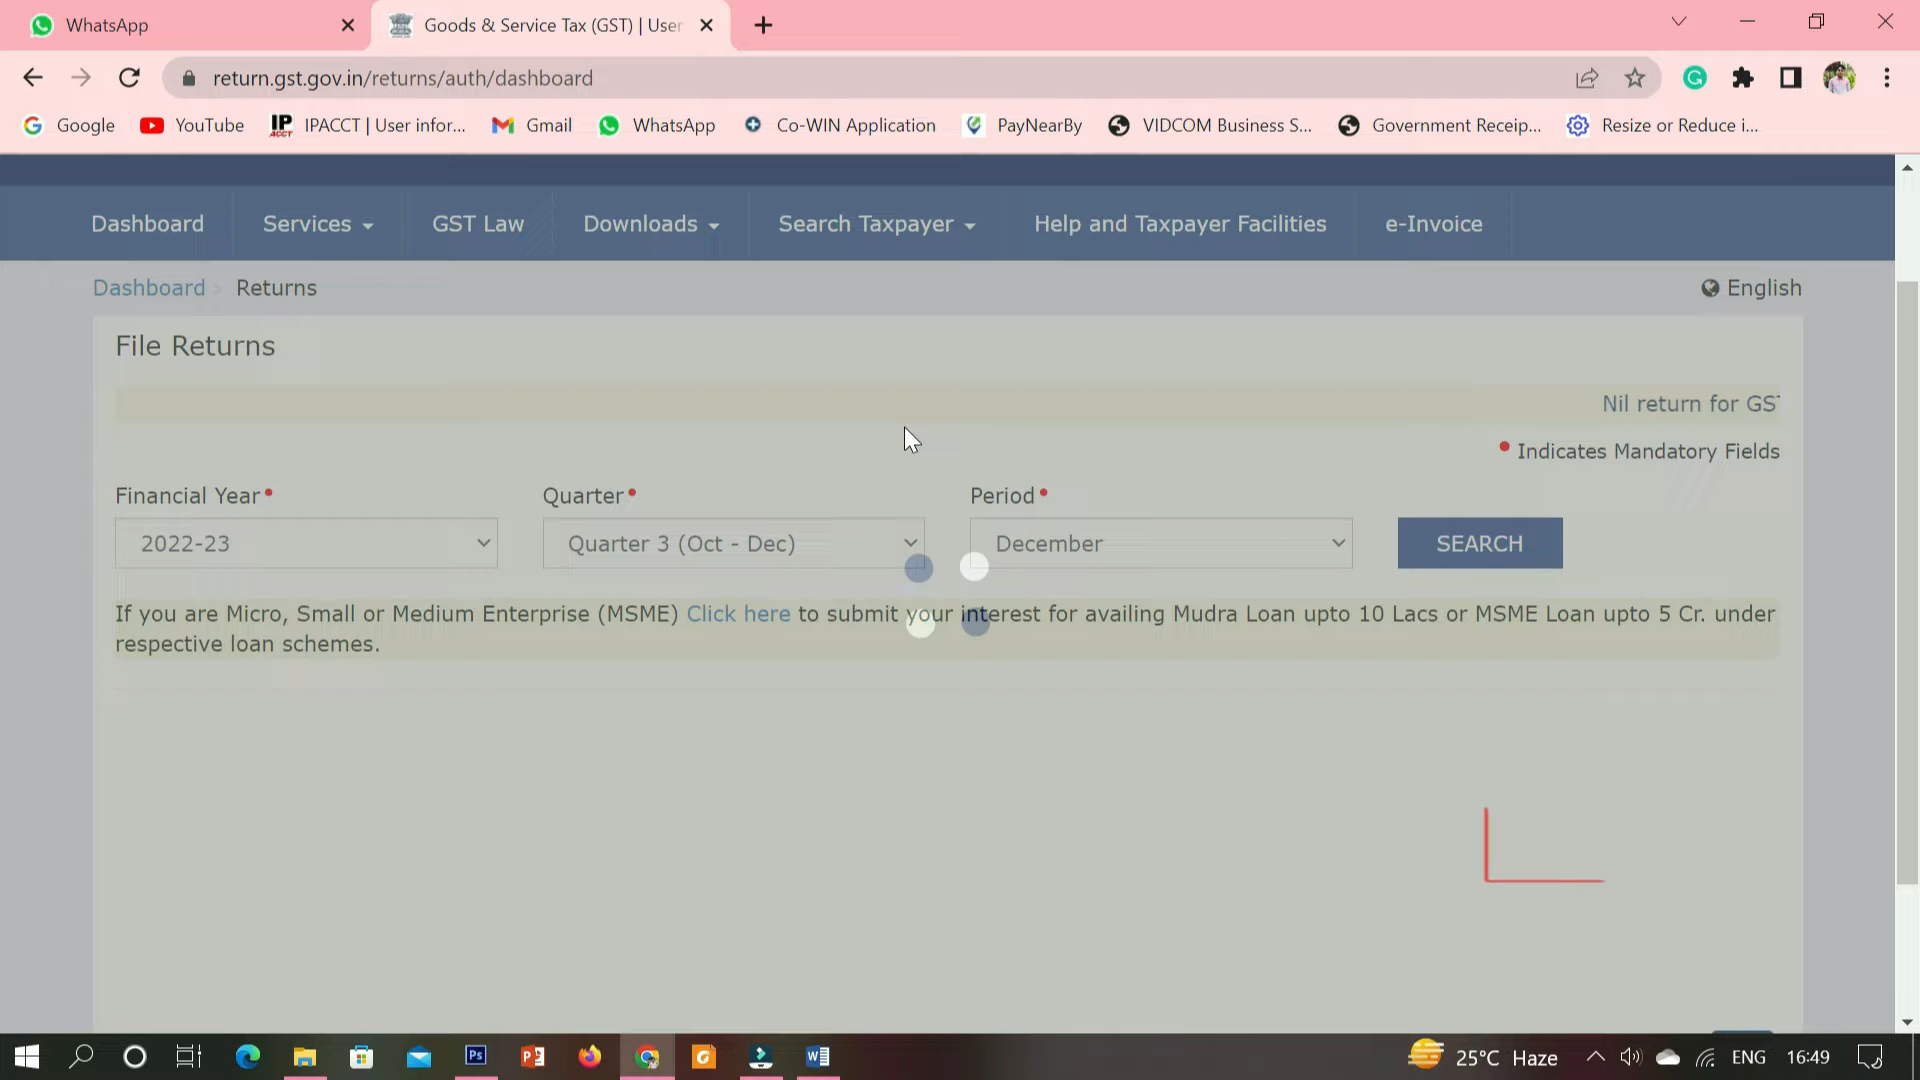 WhatsApp
Goods & Service Tax (GST) | User
return.gst.gov.in/returns/auth/dashboard
Google YouTube IPACCT | User infor... Gmail WhatsApp Co-WIN Application PayNearBy VIDCOM Business S... Government Receip... Resize or Reduce i...
Dashboard Services GST Law Downloads Search Taxpayer Help and Taxpayer Facilities e-Invoice
Dashboard Returns English
File Returns
Nil return for GST
Indicates Mandatory Fields
Financial Year Quarter Period
2022-23 Quarter 3 (Oct - Dec) December SEARCH
If you are Micro, Small or Medium Enterprise (MSME) Click here to submit your interest for availing Mudra Loan upto 10 Lacs or MSME Loan upto 5 Cr. under
respective loan schemes.
25°C Haze ENG 16:49